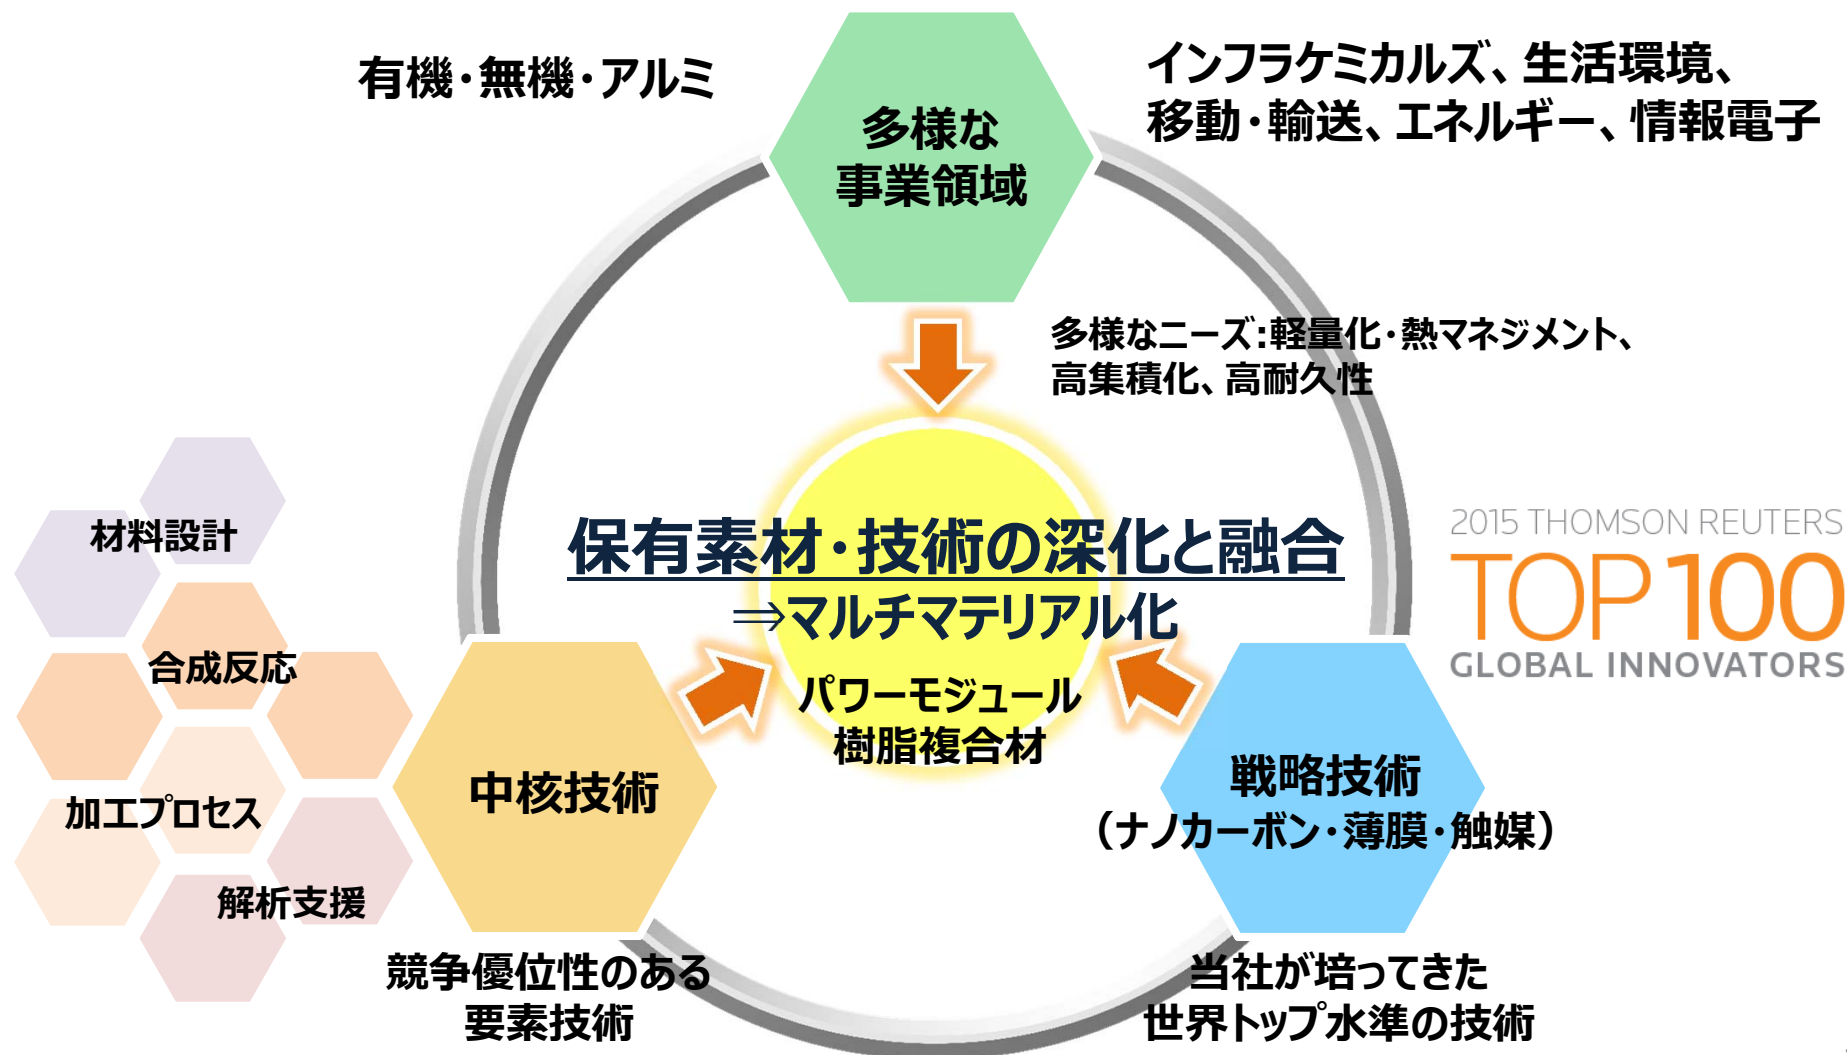 有機・無機・アルミ
インフラケミカルズ、生活環境、
移動・輸送、エネルギー、情報電子
多様な
事業領域
多様なニーズ:軽量化・熱マネジメント、
高集積化、高耐久性
保有素材・技術の深化と融合
⇒マルチマテリアル化
パワーモジュール
樹脂複合材
2015 THOMSON REUTERS
TOP 100
GLOBAL INNOVATORS
材料設計
合成反応
加工プロセス
解析支援
中核技術
競争優位性のある
要素技術
戦略技術
（ナノカーボン・薄膜・触媒）
当社が培ってきた
世界トップ水準の技術